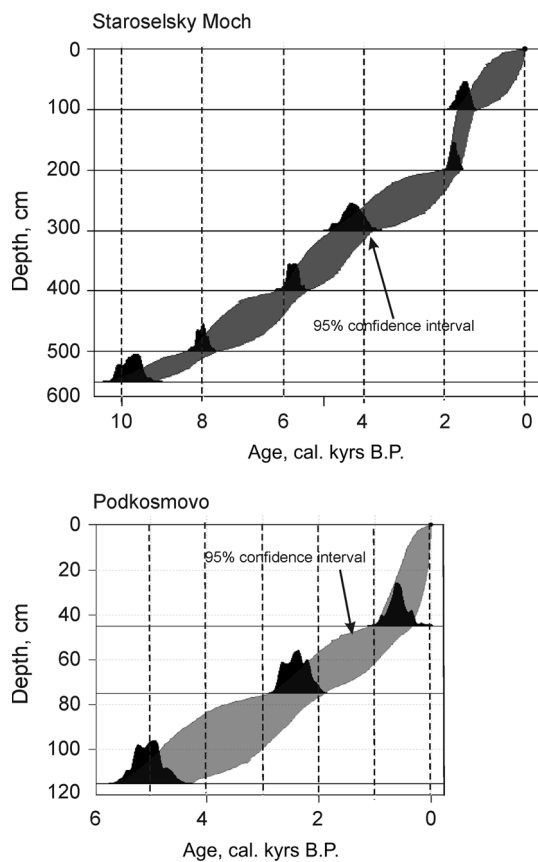 Staroselsky Moch
0
100
200
300
400
500
600
Depth, cm
95% confidence interval
10 8 6 4 2 0
Age, cal. kyrs B.P.
Podkosmovo
0
20
40
60
80
100
120
Depth, cm
95% confidence interval
6 5 4 2 0
Age, cal. kyrs B.P.